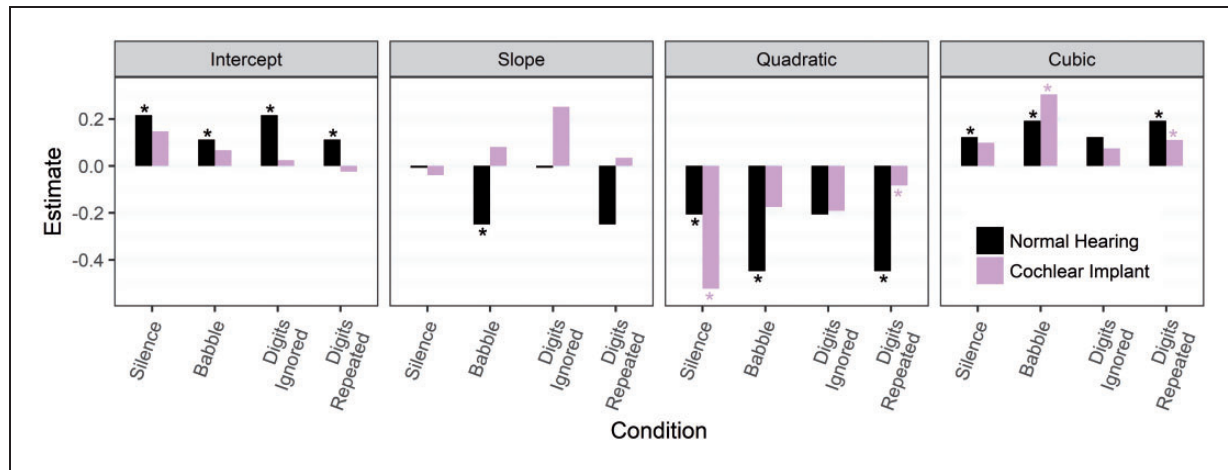 Intercept
Slope
Quadratic
Cubic
Estimate
0.2
0.0
-0.2
-0.4
* * * *
*
* * * * *
* * * * *
Normal Hearing
Cochlear Implant
Silence
Babble
Digits
Ignored
Digits
Repeated
Silence
Babble
Digits
Ignored
Digits
Repeated
Silence
Babble
Digits
Ignored
Digits
Repeated
Silence
Babble
Digits
Ignored
Digits
Repeated
Condition